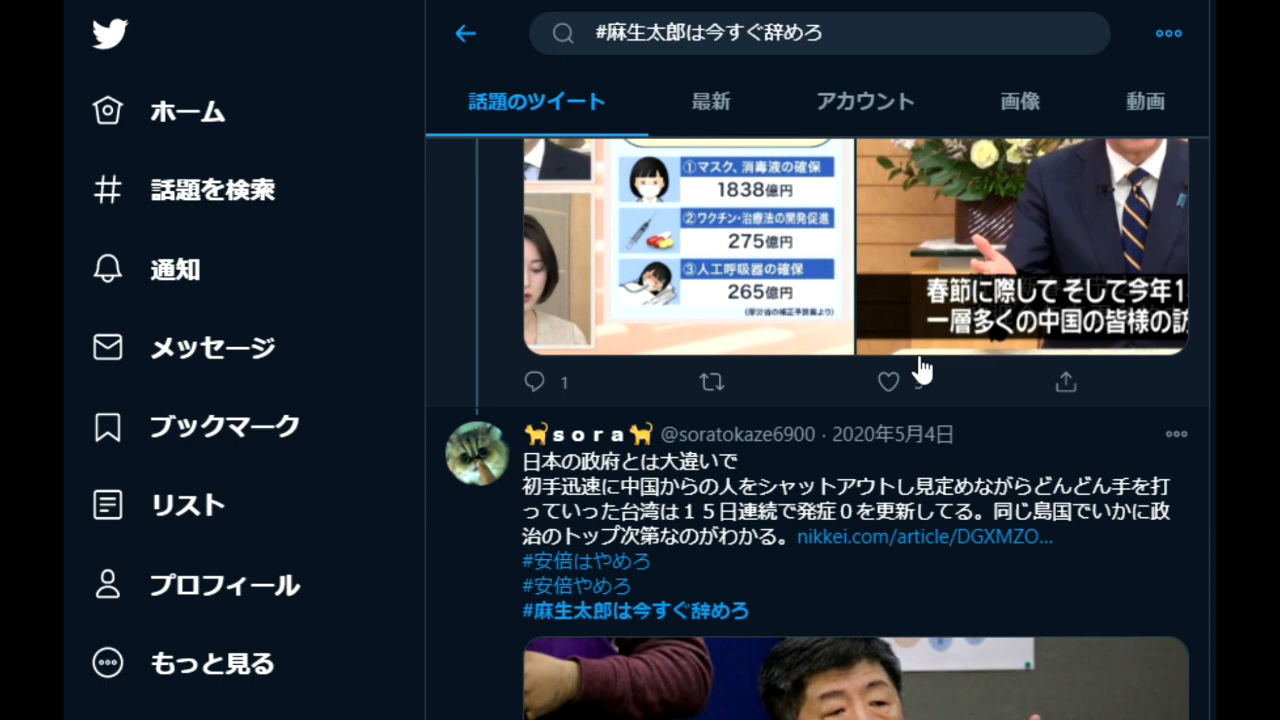 #麻生太郎は今すぐ辞めろ
ホーム
話題を検索
通知
メッセージ
ブックマーク
リスト
プロフィール
もっと見る
話題のツイート
最新
アカウント
画像
動画
①マスク、消毒液の確保
1838億円
②ワクチン・治療法の開発促進
275億円
③人工呼吸器の確保
265億円
(厚労省の補正予算案より)
春節に際して そして今年
一層多くの中国の皆様の訪
1
ｓｏｒａ @soratokaze6900 · 2020年5月4日
日本の政府とは大違いで
初手迅速に中国からの人をシャットアウトし見定めながらどんどん手を打
っていった台湾は１５日連続で発症０を更新してる。同じ島国でいかに政
治のトップ次第なのがわかる。nikkei.com/article/DGXMZO...
#安倍はやめろ
#安倍やめろ
#麻生太郎は今すぐ辞めろ